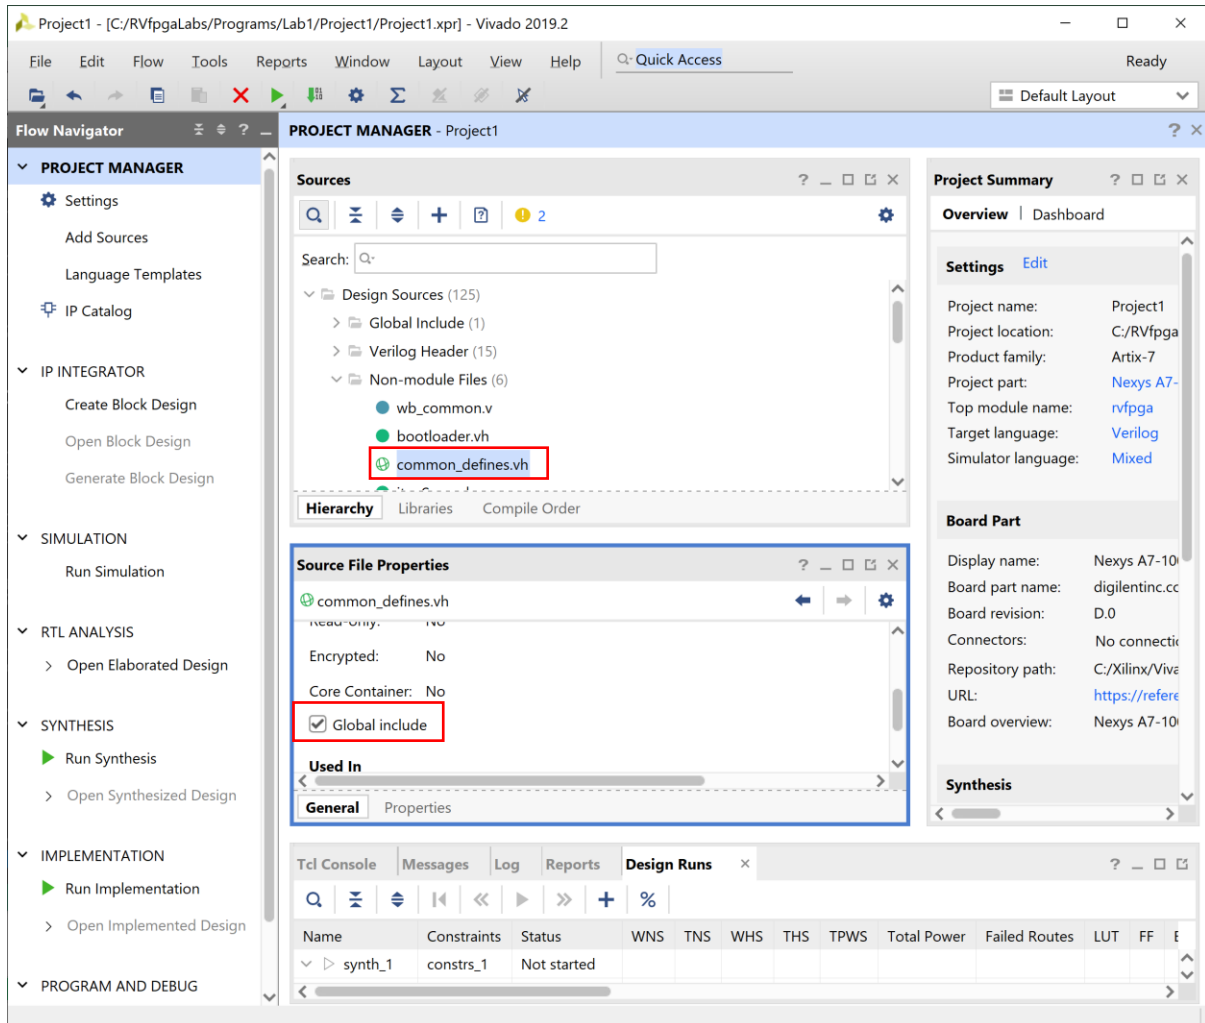 Project1 - [C:/RVfpgaLabs/Programs/Lab1/Project1/Project1.xpr] - Vivado 2019.2
File Edit Flow Tools Reports Window Layout View Help Quick Access Ready
Default Layout
Flow Navigator
PROJECT MANAGER
Settings
Add Sources
Language Templates
IP Catalog
IP INTEGRATOR
Create Block Design
Open Block Design
Generate Block Design
SIMULATION
Run Simulation
RTL ANALYSIS
Open Elaborated Design
SYNTHESIS
Run Synthesis
Open Synthesized Design
IMPLEMENTATION
Run Implementation
Open Implemented Design
PROGRAM AND DEBUG
PROJECT MANAGER - Project1
Sources
2
Search:
Design Sources (125)
Global Include (1)
Verilog Header (15)
Non-module Files (6)
wb_common.v
bootloader.vh
common_defines.vh
Hierarchy Libraries Compile Order
Source File Properties
common_defines.vh
Read-only: No
Encrypted: No
Core Container: No
Global include
Used In
General Properties
Project Summary
Overview | Dashboard
Settings Edit
Project name: Project1
Project location: C:/RVfpga
Product family: Artix-7
Project part: Nexys A7-
Top module name: rvfpga
Target language: Verilog
Simulator language: Mixed
Board Part
Display name: Nexys A7-10
Board part name: digilentinc.cc
Board revision: D.0
Connectors: No connectic
Repository path: C:/Xilinx/Viva
URL: https://refere
Board overview: Nexys A7-10
Synthesis
Tcl Console Messages Log Reports Design Runs
Name Constraints Status WNS TNS WHS THS TPWS Total Power Failed Routes LUT FF
synth_1 constrs_1 Not started